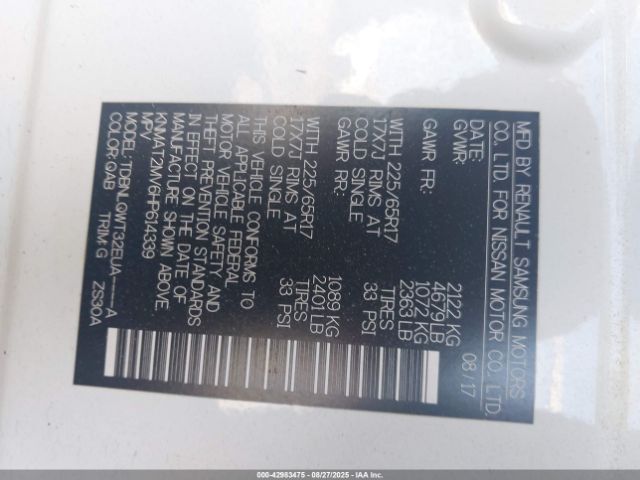 MFD BY RENAULT SAMSUNG MOTORS
CO., LTD. FOR NISSAN MOTOR CO., LTD.
DATE: 08/17
GVWR: 2122 KG
4679 LB
GAWR FR: 1072 KG
2363 LB
WITH 225/65R17 TIRES
17X7J RIMS AT 33 PSI
COLD SINGLE
GAWR RR: 1089 KG
2401 LB
WITH 225/65R17 TIRES
17X7J RIMS AT 33 PSI
COLD SINGLE
THIS VEHICLE CONFORMS TO
ALL APPLICABLE FEDERAL
MOTOR VEHICLE SAFETY AND
THEFT PREVENTION STANDARDS
IN EFFECT ON THE DATE OF
MANUFACTURE SHOWN ABOVE
KNMAT2MV6HP614339
MPV
MODEL: TDBNLQWT32EUA-----A
COLOR: QAB TRIM: G ZS30A
000-42983475 - 08/27/2025 - IAAI.COM